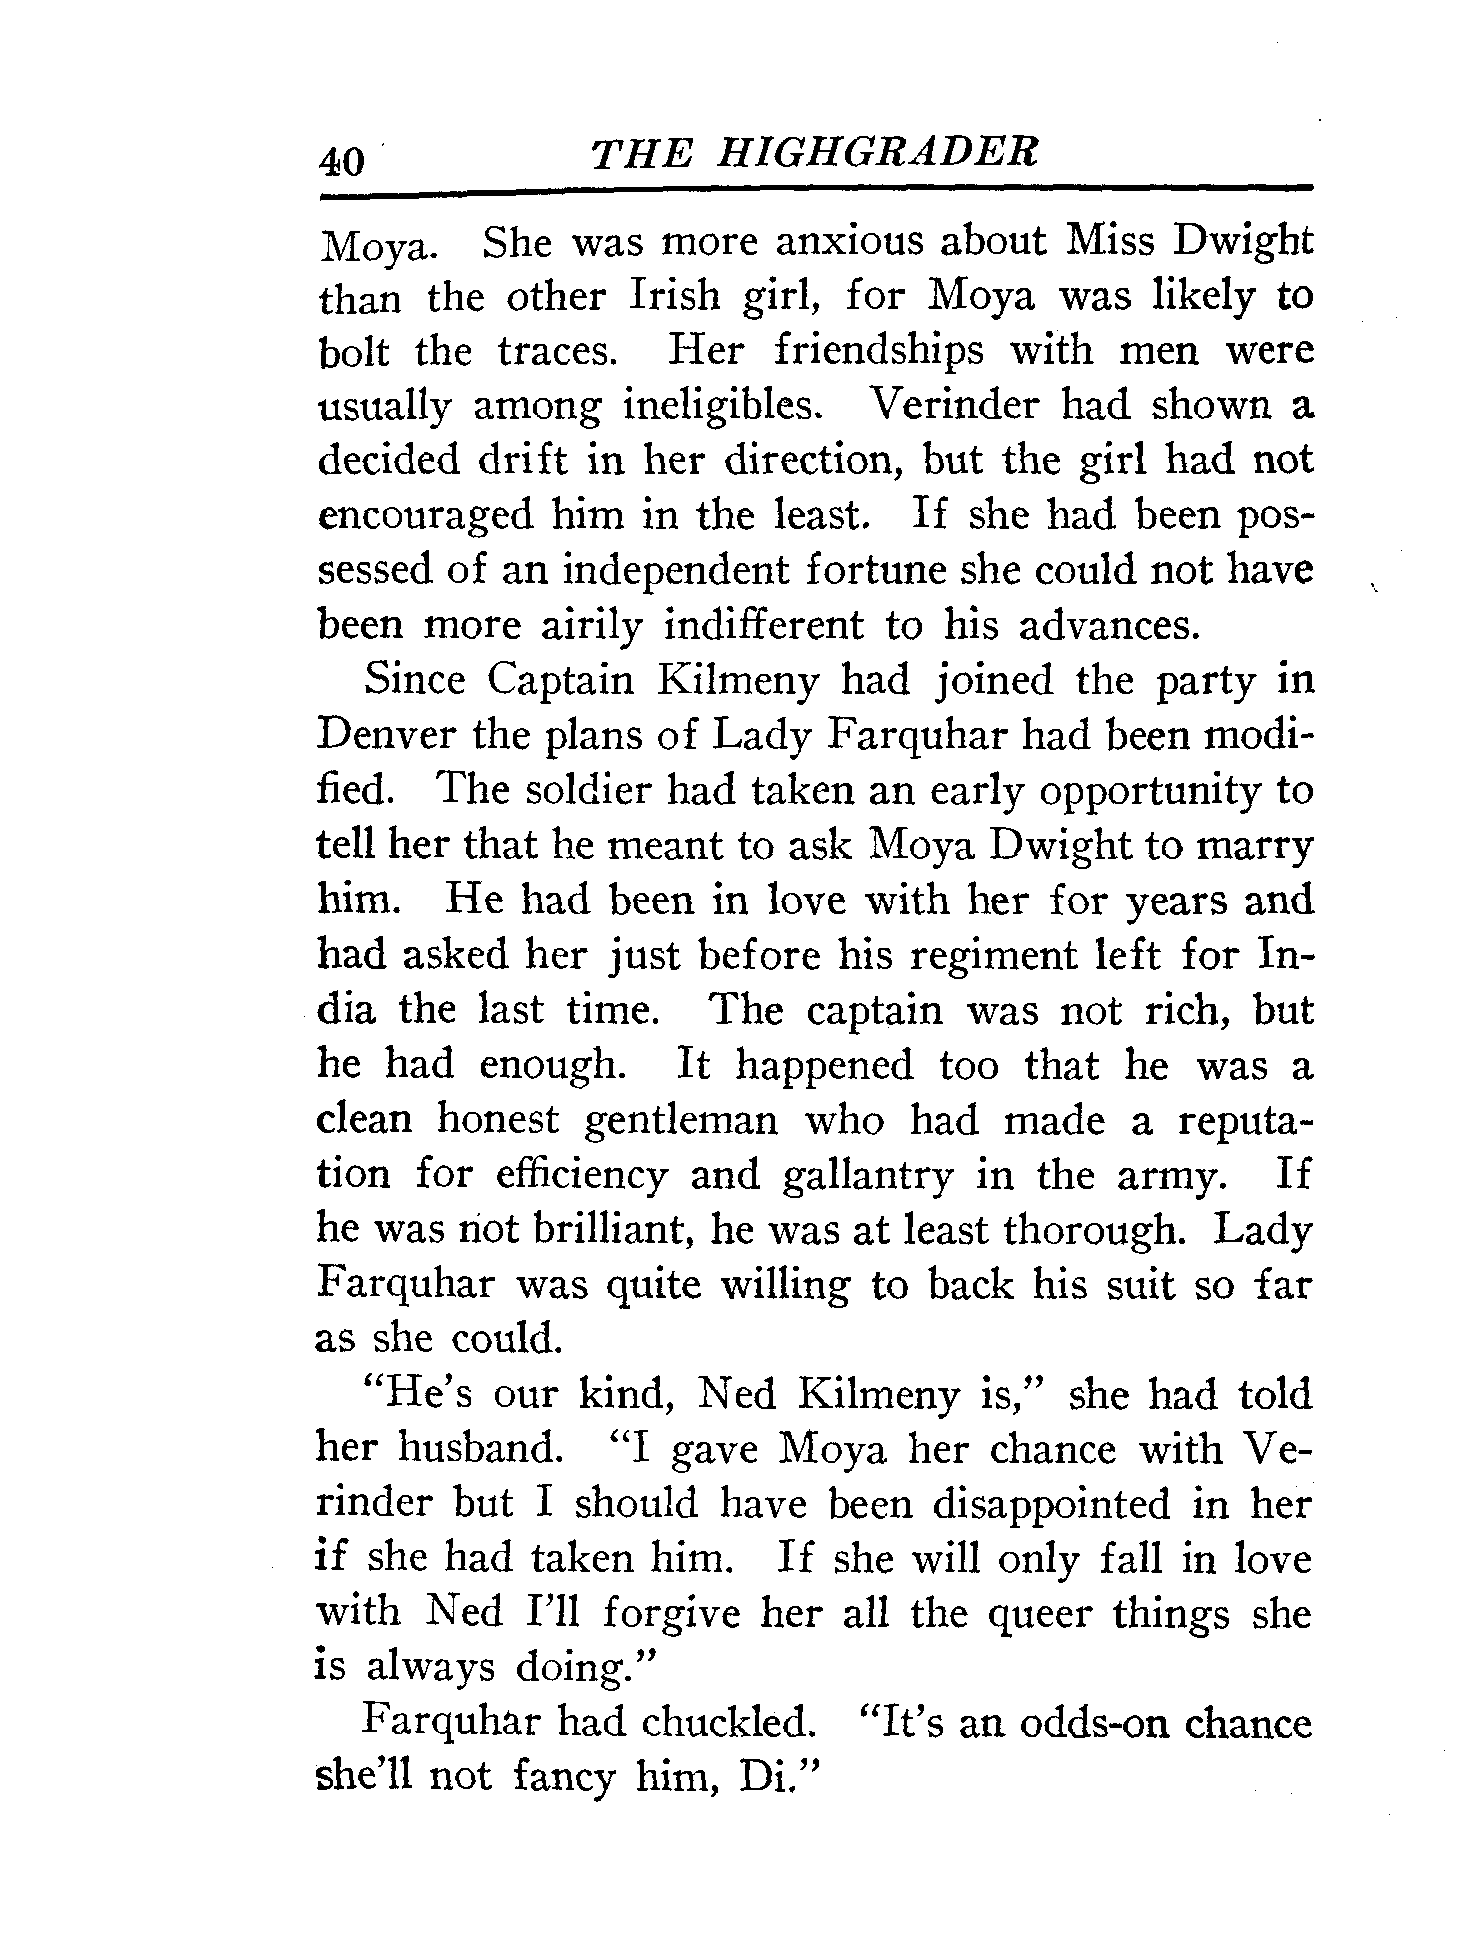 40 THE HIGHGRADER
Moya. She was more anxious about Miss Dwight
than the other Irish girl, for Moya was likely to
bolt the traces. Her friendships with men were
usually among ineligibles. Verinder had shown a
decided drift in her direction, but the girl had not
encouraged him in the least. If she had been pos-
sessed of an independent fortune she could not have
been more airily indifferent to his advances.
Since Captain Kilmeny had joined the party in
Denver the plans of Lady Farquhar had been modi-
fied. The soldier had taken an early opportunity to
tell her that he meant to ask Moya Dwight to marry
him. He had been in love with her for years and
had asked her just before his regiment left for In-
dia the last time. The captain was not rich, but
he had enough. It happened too that he was a
clean honest gentleman who had made a reputa-
tion for efficiency and gallantry in the army. If
he was not brilliant, he was at least thorough. Lady
Farquhar was quite willing to back his suit so far
as she could.
“He’s our kind, Ned Kilmeny is,” she had told
her husband. “I gave Moya her chance with Ve-
rinder but I should have been disappointed in her
if she had taken him. If she will only fall in love
with Ned I’ll forgive her all the queer things she
is always doing.”
Farquhar had chuckled. “It’s an odds-on chance
she’ll not fancy him, Di.”